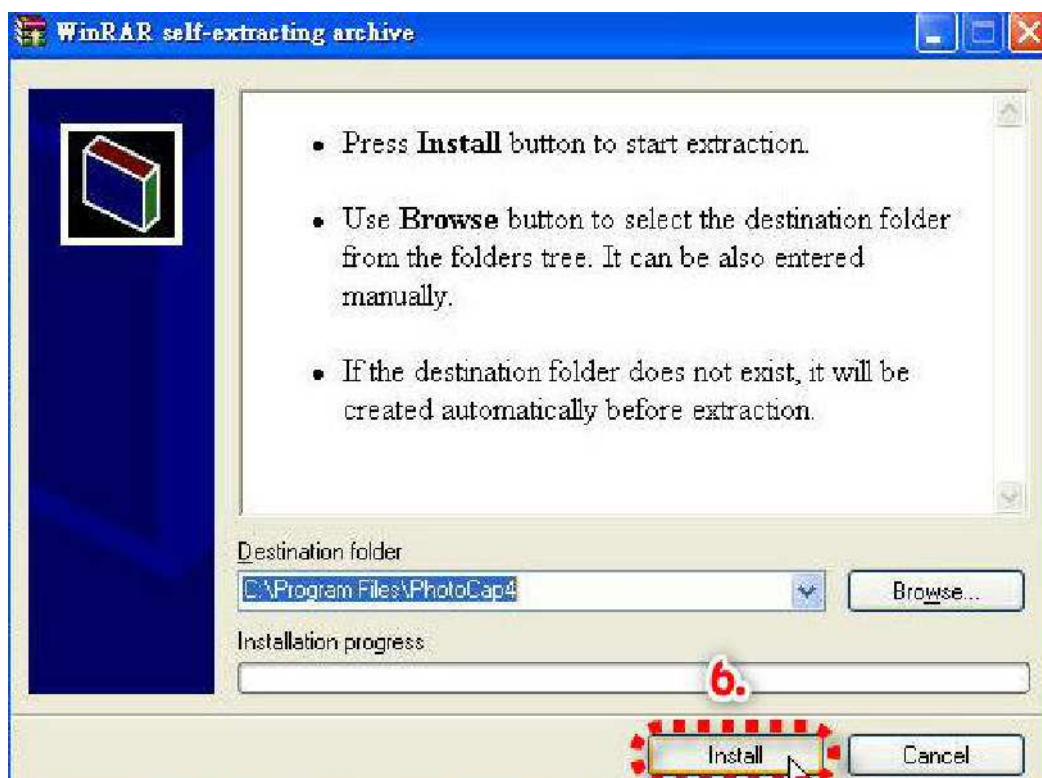 WinRAR self-extracting archive
• Press Install button to start extraction.
• Use Browse button to select the destination folder
from the folders tree. It can be also entered
manually.
• If the destination folder does not exist, it will be
created automatically before extraction.
Destination folder
C:\Program Files\PhotoCap4
Browse...
Installation progress
6.
Install
Cancel